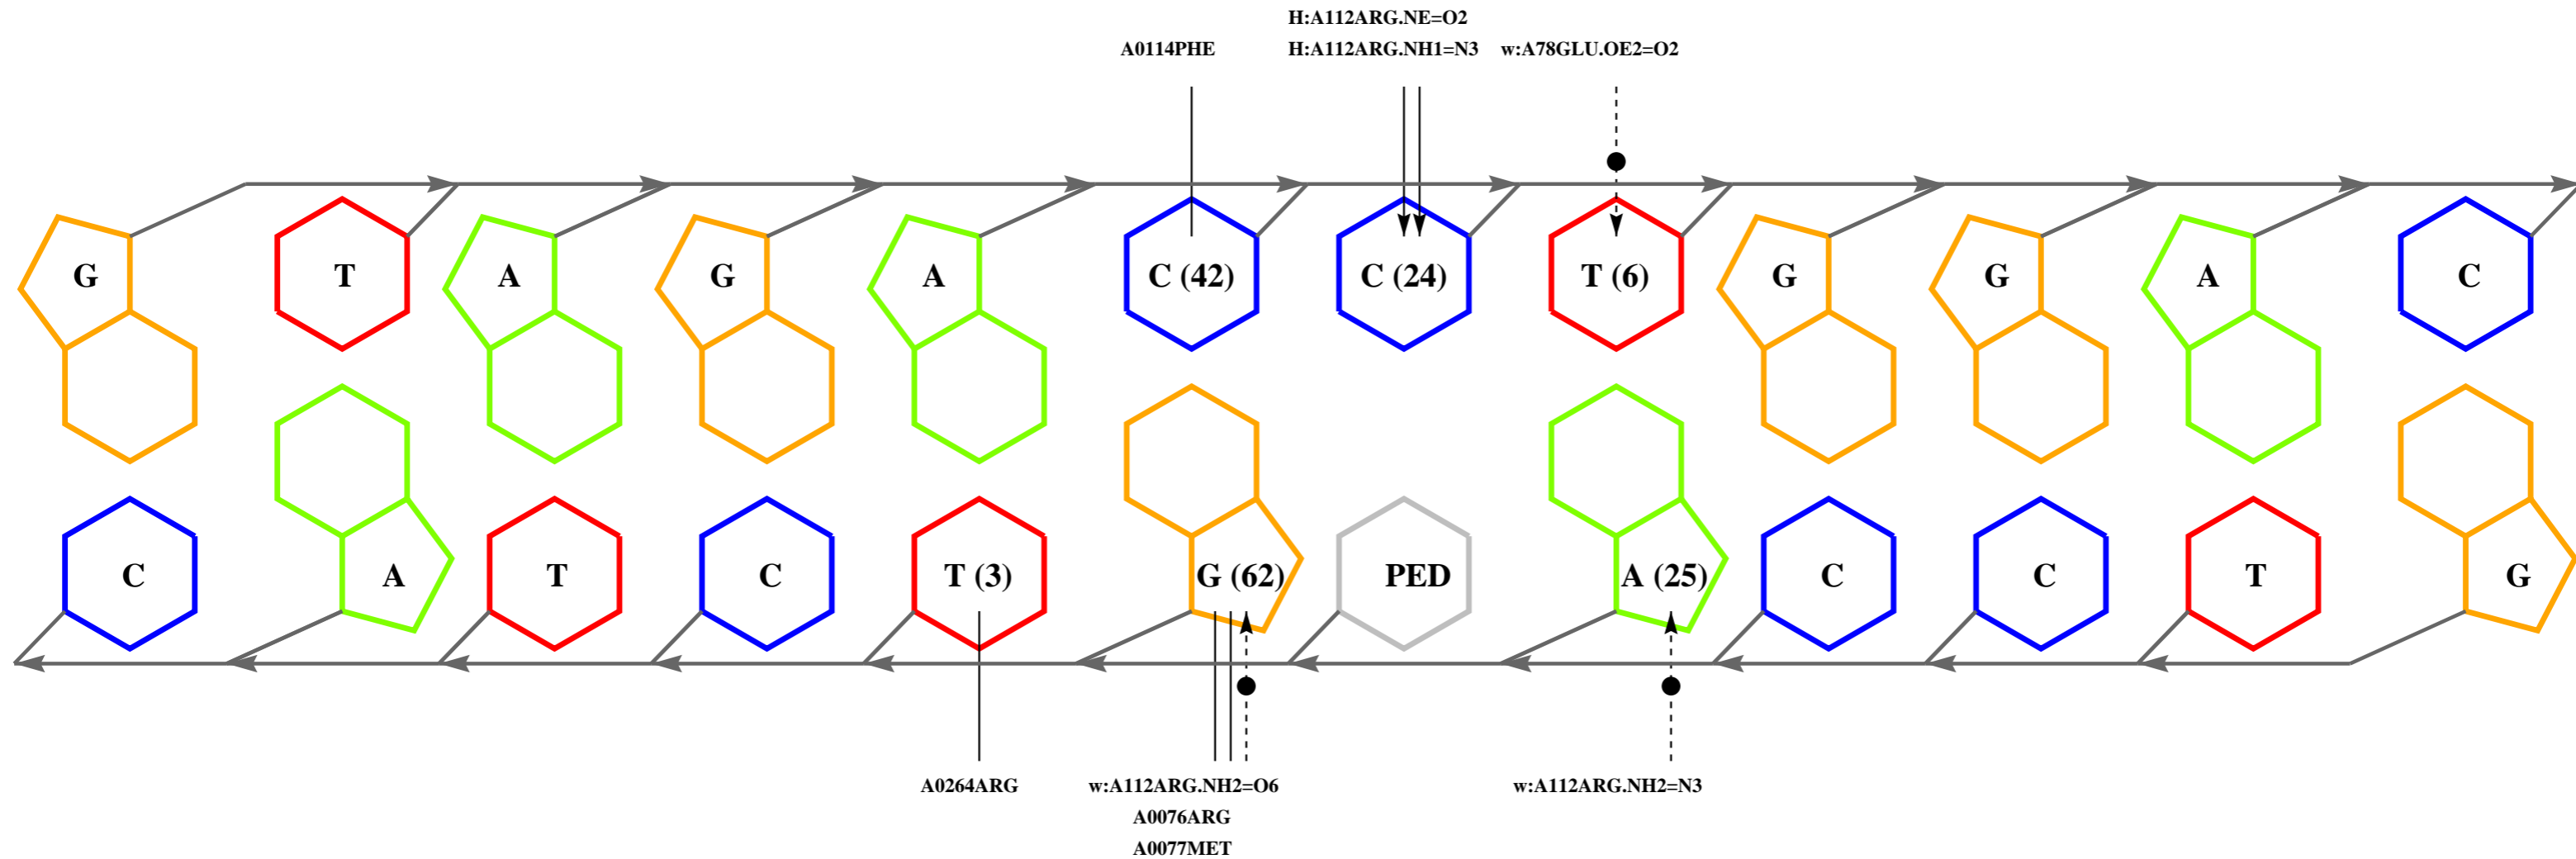 H:A112ARG.NE=O2
A0114PHE H:A112ARG.NH1=N3 w:A78GLU.OE2=O2
G T A G A C (42) C (24) T (6) G G A C
C A T C T (3) G (62) PED A (25) C C T G
A0264ARG w:A112ARG.NH2=O6 w:A112ARG.NH2=N3
A0076ARG
A0077MET